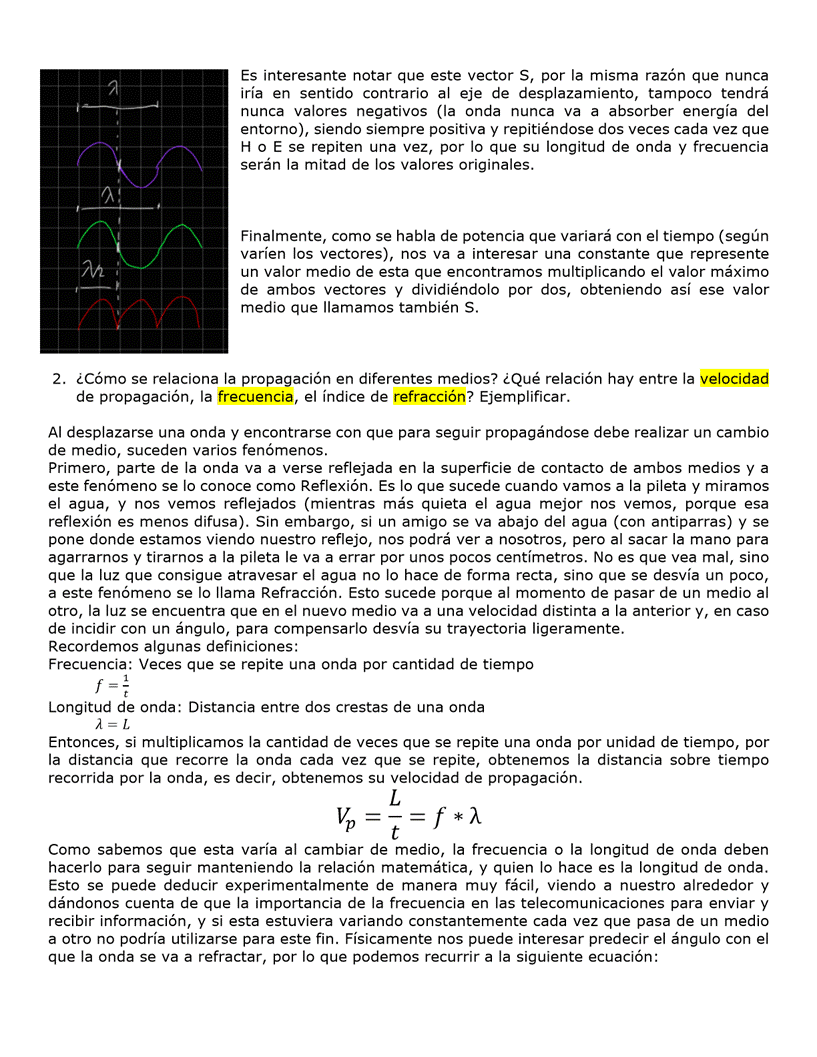 λ
λ
λ/2
Es interesante notar que este vector S, por la misma razón que nunca
iría en sentido contrario al eje de desplazamiento, tampoco tendrá
nunca valores negativos (la onda nunca va a absorber energía del
entorno), siendo siempre positiva y repitiéndose dos veces cada vez que
H o E se repiten una vez, por lo que su longitud de onda y frecuencia
serán la mitad de los valores originales.
Finalmente, como se habla de potencia que variará con el tiempo (según
varíen los vectores), nos va a interesar una constante que represente
un valor medio de esta que encontramos multiplicando el valor máximo
de ambos vectores y dividiéndolo por dos, obteniendo así ese valor
medio que llamamos también S.
2. ¿Cómo se relaciona la propagación en diferentes medios? ¿Qué relación hay entre la velocidad
de propagación, la frecuencia, el índice de refracción? Ejemplificar.
Al desplazarse una onda y encontrarse con que para seguir propagándose debe realizar un cambio
de medio, suceden varios fenómenos.
Primero, parte de la onda va a verse reflejada en la superficie de contacto de ambos medios y a
este fenómeno se lo conoce como Reflexión. Es lo que sucede cuando vamos a la pileta y miramos
el agua, y nos vemos reflejados (mientras más quieta el agua mejor nos vemos, porque esa
reflexión es menos difusa). Sin embargo, si un amigo se va abajo del agua (con antiparras) y se
pone donde estamos viendo nuestro reflejo, nos podrá ver a nosotros, pero al sacar la mano para
agarrarnos y tirarnos a la pileta le va a errar por unos pocos centímetros. No es que vea mal, sino
que la luz que consigue atravesar el agua no lo hace de forma recta, sino que se desvía un poco,
a este fenómeno se lo llama Refracción. Esto sucede porque al momento de pasar de un medio al
otro, la luz se encuentra que en el nuevo medio va a una velocidad distinta a la anterior y, en caso
de incidir con un ángulo, para compensarlo desvía su trayectoria ligeramente.
Recordemos algunas definiciones:
Frecuencia: Veces que se repite una onda por cantidad de tiempo
f = 1/t
Longitud de onda: Distancia entre dos crestas de una onda
λ = L
Entonces, si multiplicamos la cantidad de veces que se repite una onda por unidad de tiempo, por
la distancia que recorre la onda cada vez que se repite, obtenemos la distancia sobre tiempo
recorrida por la onda, es decir, obtenemos su velocidad de propagación.
Vₚ = L/t = f ∗ λ
Como sabemos que esta varía al cambiar de medio, la frecuencia o la longitud de onda deben
hacerlo para seguir manteniendo la relación matemática, y quien lo hace es la longitud de onda.
Esto se puede deducir experimentalmente de manera muy fácil, viendo a nuestro alrededor y
dándonos cuenta de que la importancia de la frecuencia en las telecomunicaciones para enviar y
recibir información, y si esta estuviera variando constantemente cada vez que pasa de un medio
a otro no podría utilizarse para este fin. Físicamente nos puede interesar predecir el ángulo con el
que la onda se va a refractar, por lo que podemos recurrir a la siguiente ecuación: